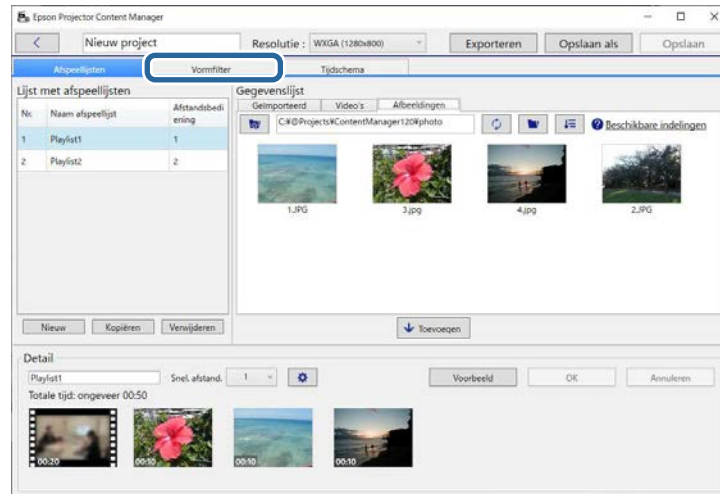 Epson Projector Content Manager
Nieuw project Resolutie : WXGA (1280x800) Exporteren Opslaan als Opslaan
Afspeellijsten Vormfilter Tijdschema
Lijst met afspeellijsten
Nr. Naam afspeellijst Afstandsbedi
ening
1 Playlist1 1
2 Playlist2 2
Nieuw Kopiëren Verwijderen
Gegevenslijst
Geïmporteerd Video's Afbeeldingen
C:¥@Projects¥ContentManager120¥photo Beschikbare indelingen
1.JPG 3.jpg 4.jpg 2.JPG
Toevoegen
Detail
Playlist1 Snel. afstand. 1 Voorbeeld OK Annuleren
Totale tijd: ongeveer 00:50
00:20 00:10 00:10 00:10